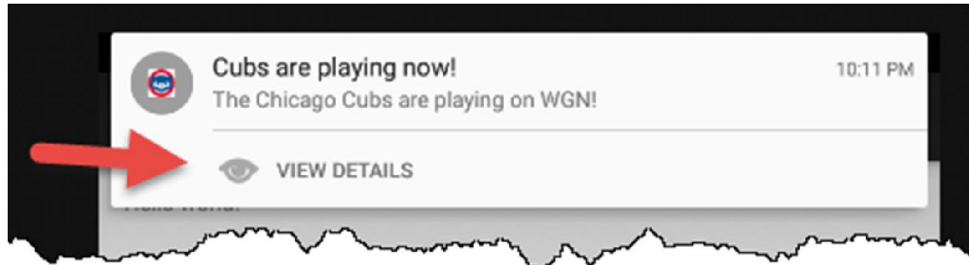 Cubs are playing now!
10:11 PM
The Chicago Cubs are playing on WGN!
VIEW DETAILS